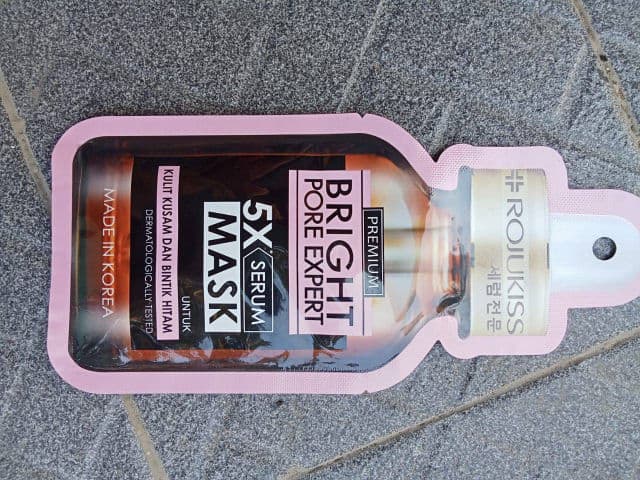 ROJUKISS
세럼전문
PREMIUM
BRIGHT
PORE EXPERT
5X SERUM
MASK
UNTUK
KULIT KUSAM DAN BINTIK HITAM
DERMATOLOGICALLY TESTED
MADE IN KOREA